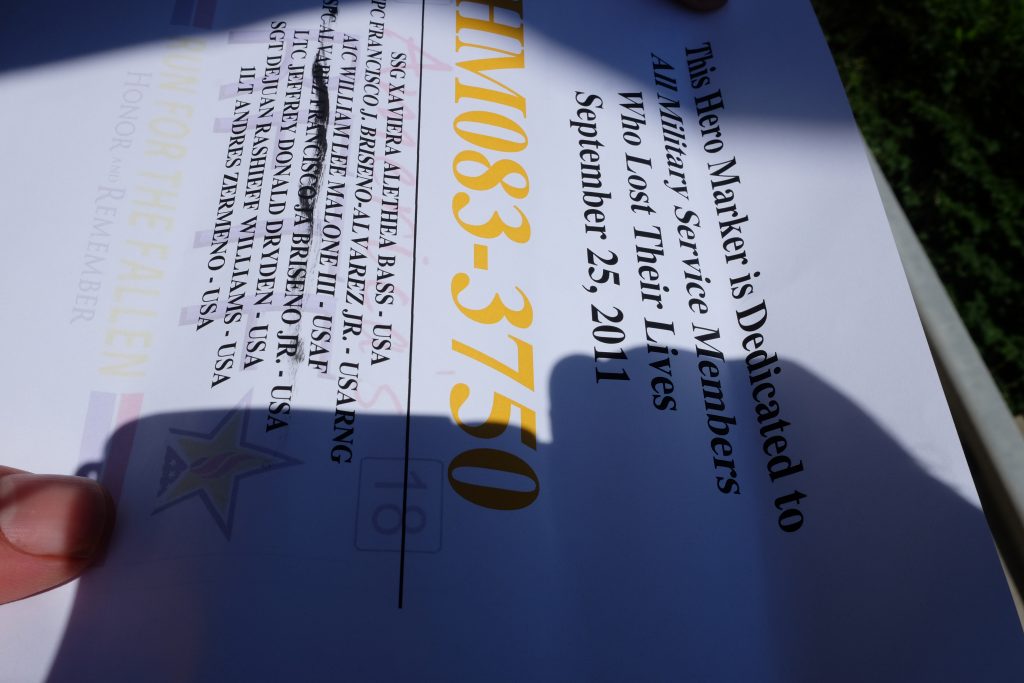 This Hero Marker is Dedicated to
All Military Service Members
Who Lost Their Lives
September 25, 2011
HM083-3750
SSG XAVIERA ALETHEA BASS - USA
PC FRANCISCO J. BRISENO-ALVAREZ JR. - USARNG
A1C WILLIAM LEE MALONE III - USAF
SPC ALVAREZ FRANCISCO JA BRISENO JR. - USA
LTC JEFFREY DONALD DRYDEN - USA
SGT DEJUAN RASHIEFF WILLIAMS - USA
1LT ANDRES ZERMENO - USA
18
RUN FOR THE FALLEN
HONOR AND REMEMBER